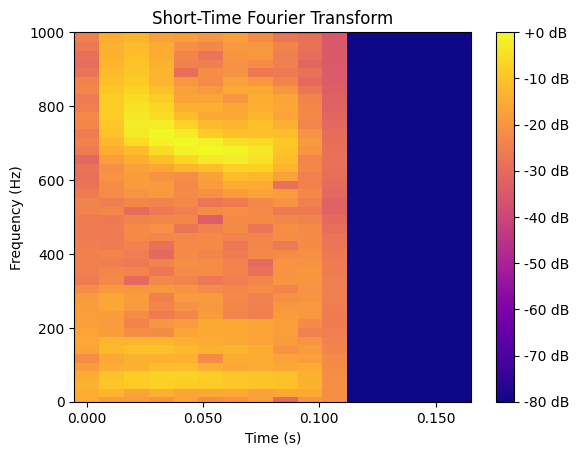 Short-Time Fourier Transform
1000
800
600
400
200
0
Frequency (Hz)
0.000
0.050
0.100
0.150
Time (s)
+0 dB
-10 dB
-20 dB
-30 dB
-40 dB
-50 dB
-60 dB
-70 dB
-80 dB